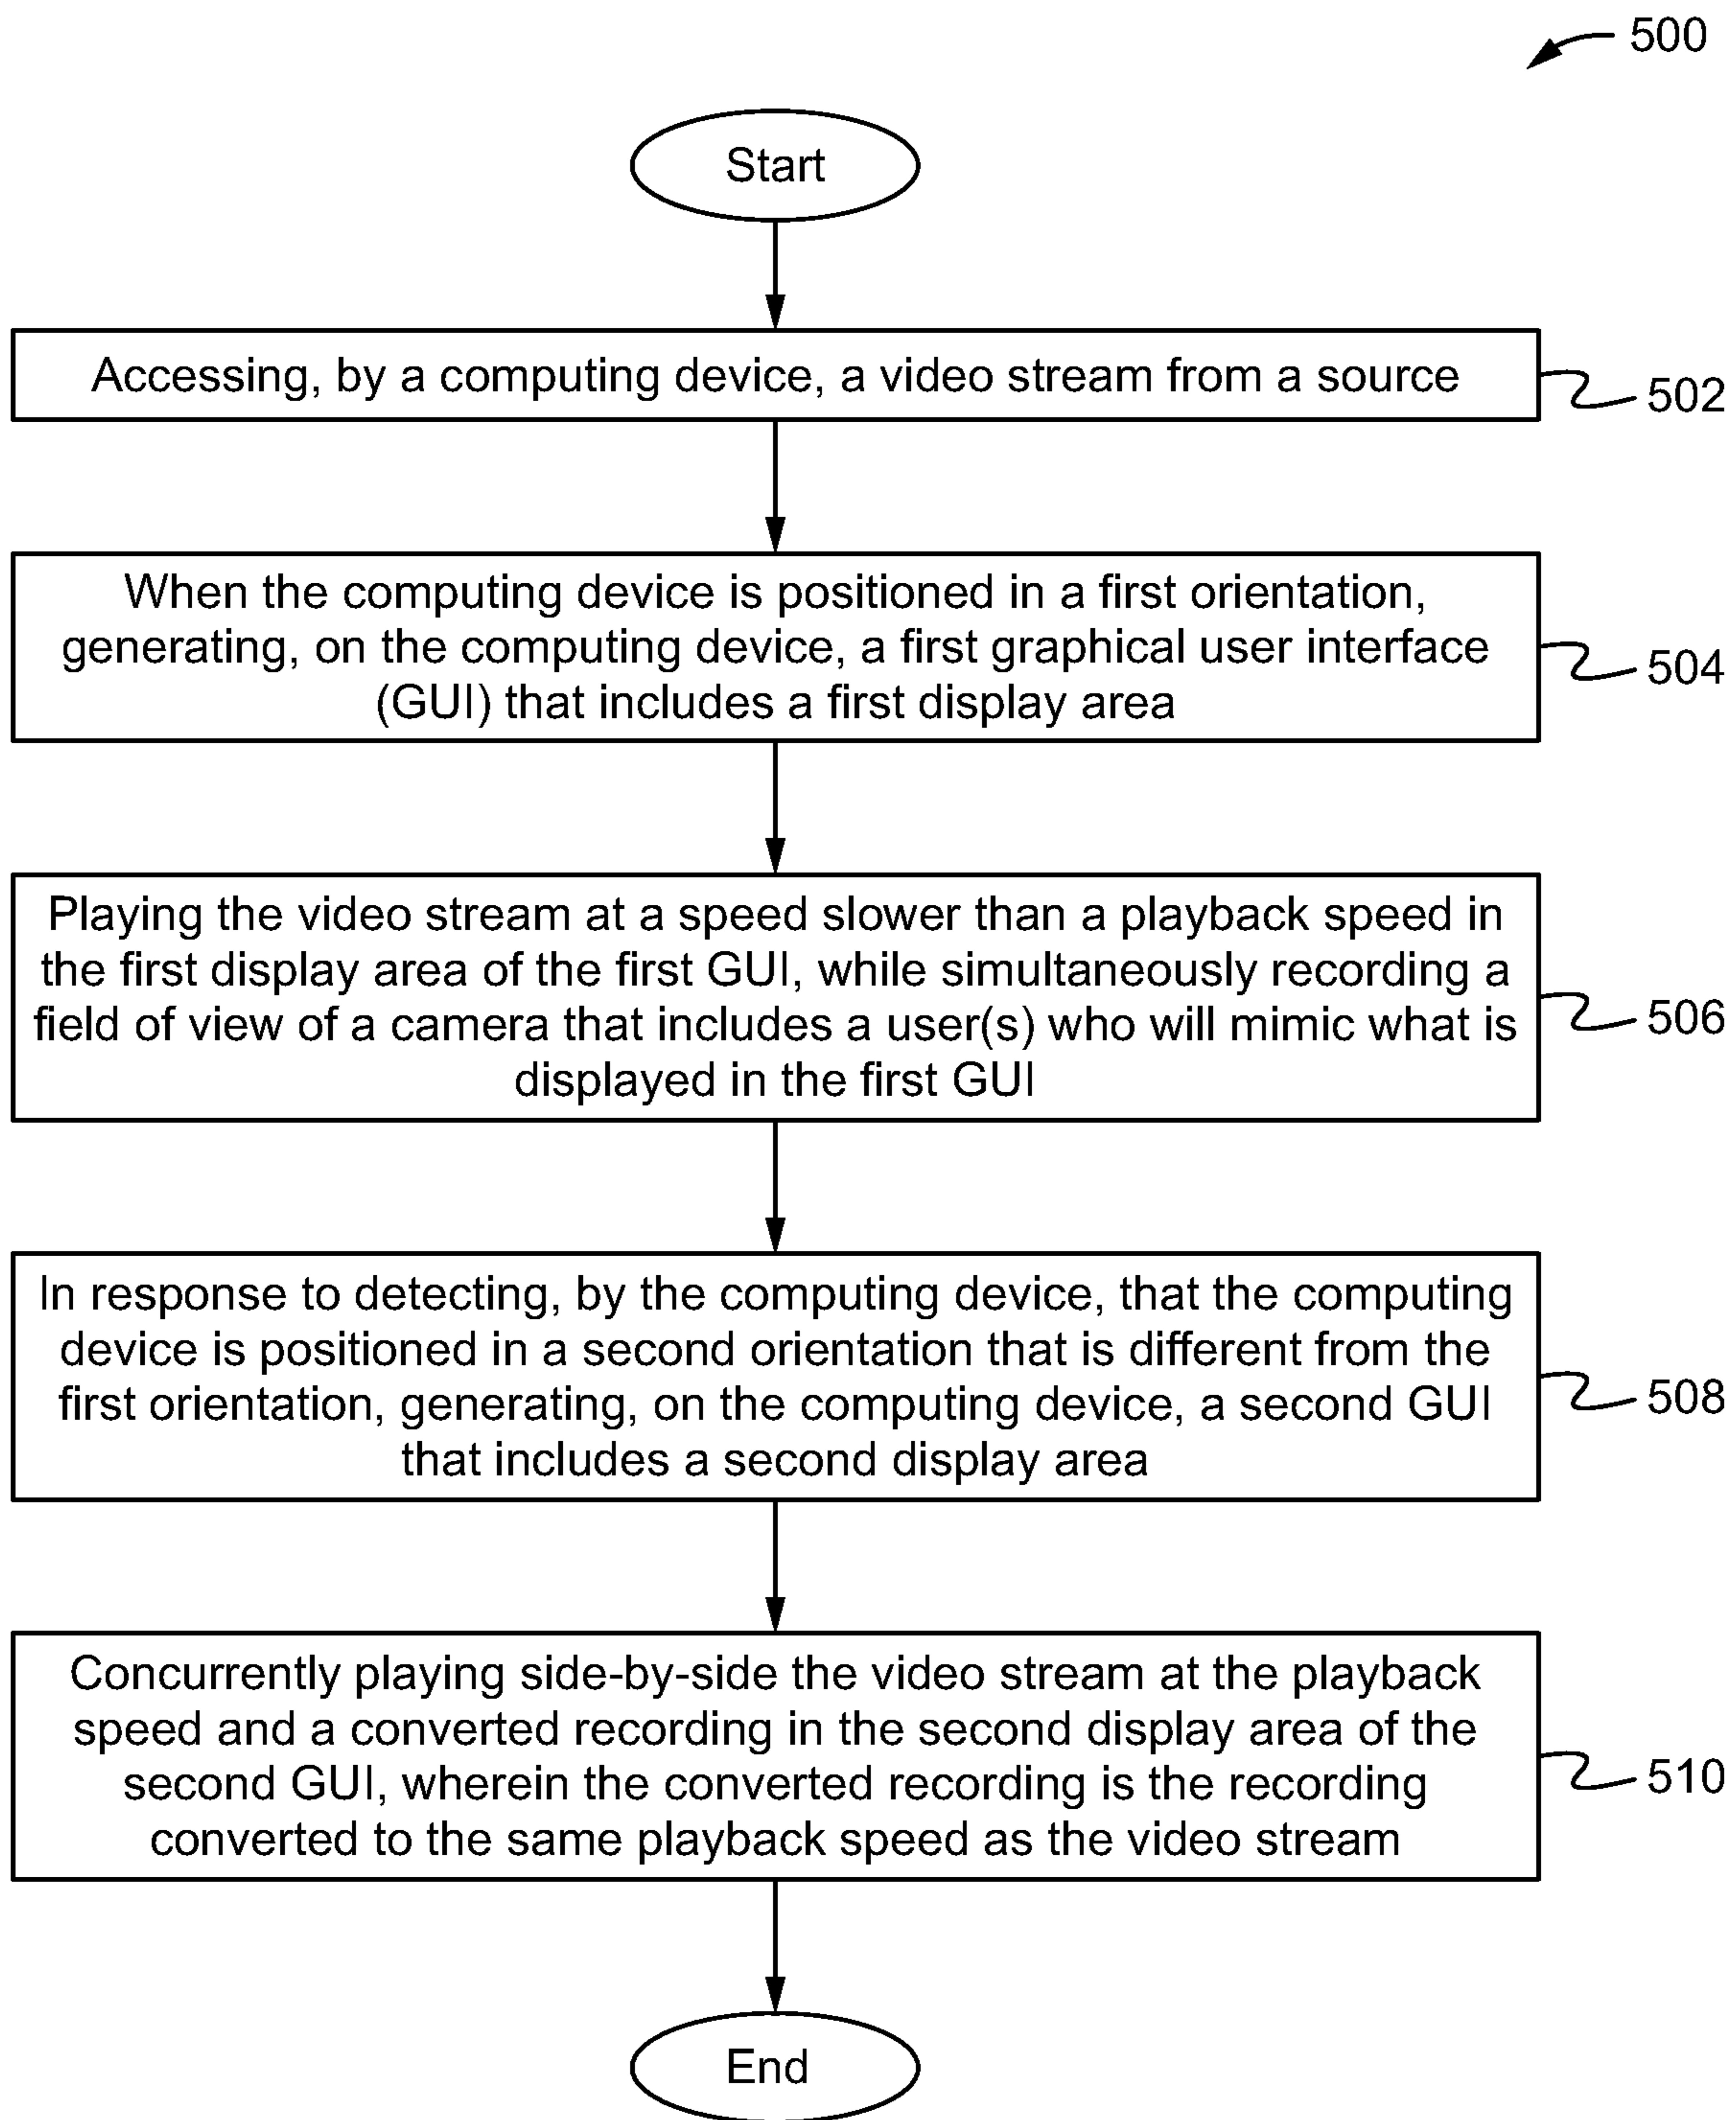 500
Start
Accessing, by a computing device, a video stream from a source
502
When the computing device is positioned in a first orientation,
generating, on the computing device, a first graphical user interface
(GUI) that includes a first display area
504
Playing the video stream at a speed slower than a playback speed in
the first display area of the first GUI, while simultaneously recording a
field of view of a camera that includes a user(s) who will mimic what is
displayed in the first GUI
506
In response to detecting, by the computing device, that the computing
device is positioned in a second orientation that is different from the
first orientation, generating, on the computing device, a second GUI
that includes a second display area
508
Concurrently playing side-by-side the video stream at the playback
speed and a converted recording in the second display area of the
second GUI, wherein the converted recording is the recording
converted to the same playback speed as the video stream
510
End